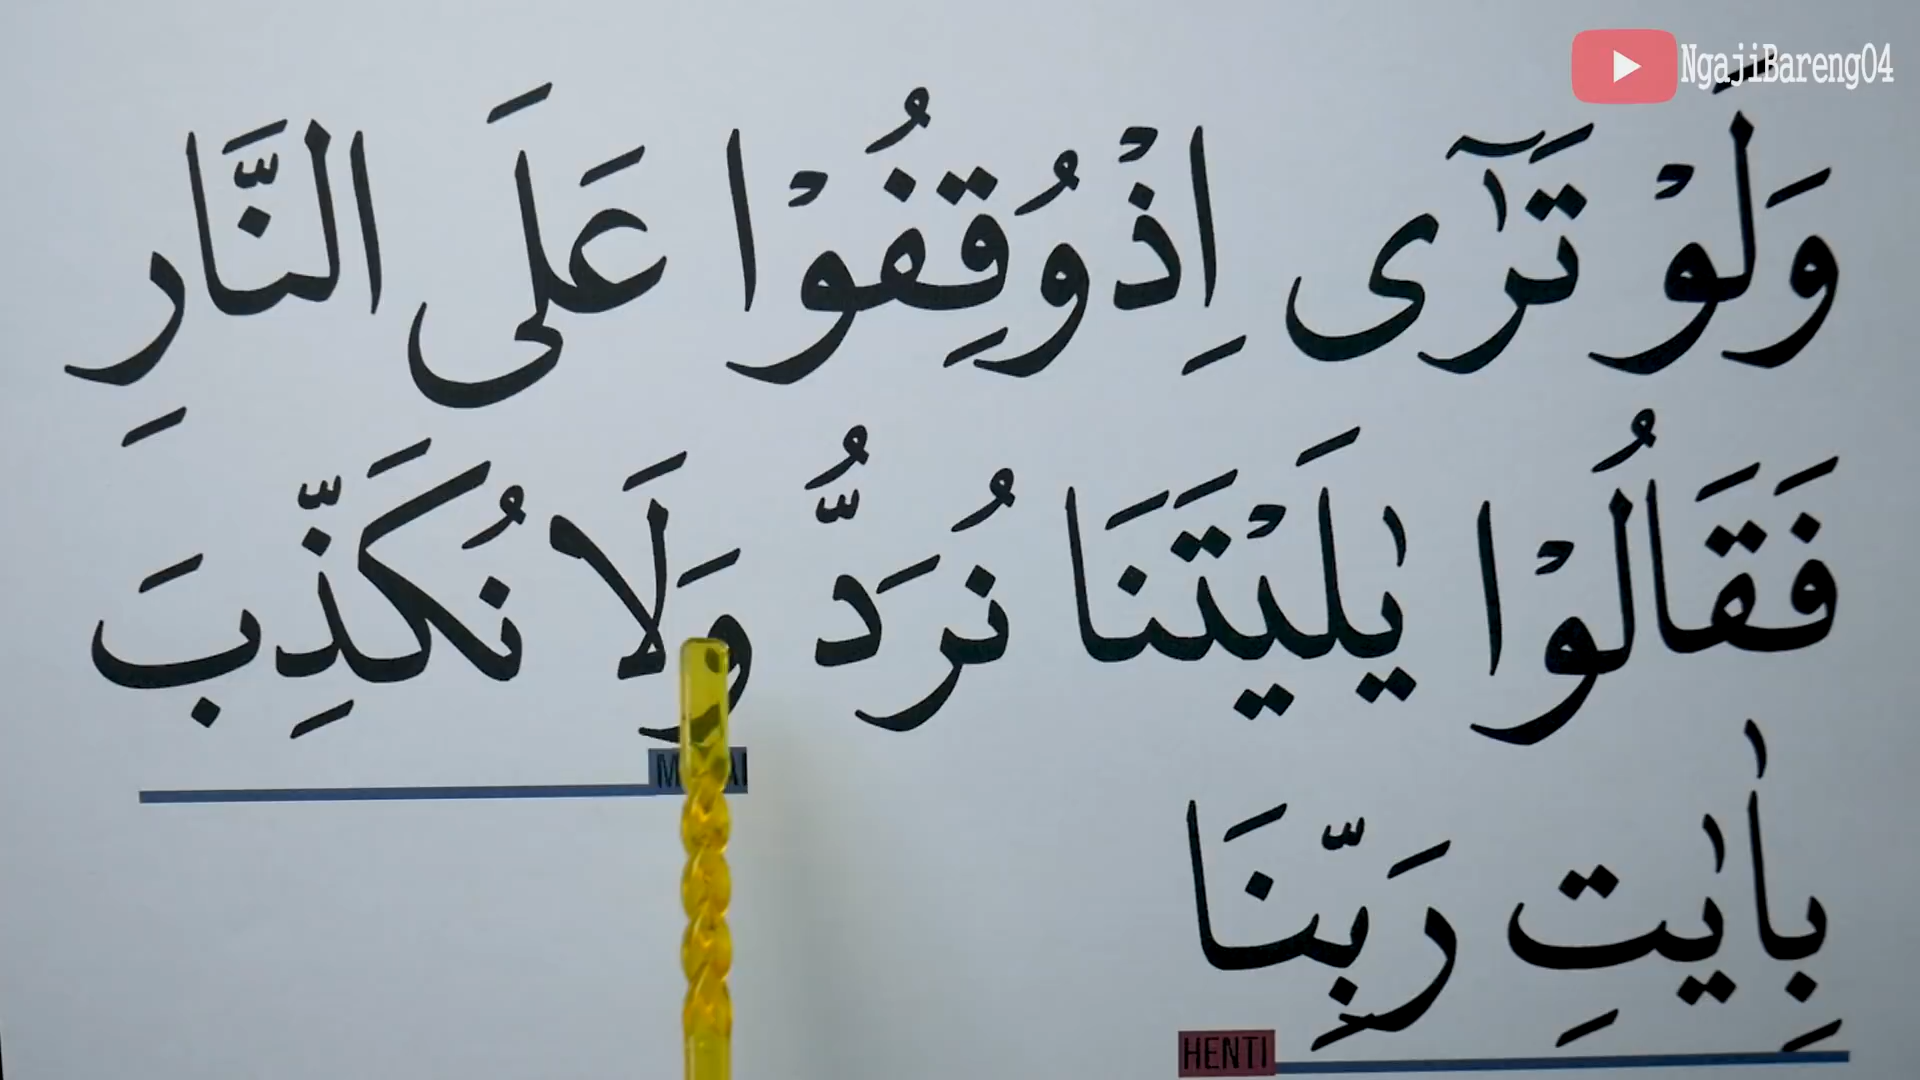 NgajiBareng04
وَلَوْ تَرٰٓى اِذْ وُقِفُوْا عَلَى النَّارِ
فَقَالُوْا يٰلَيْتَنَا نُرَدُّ وَلَا نُكَذِّبَ
بِاٰيٰتِ رَبِّنَا
HENTI